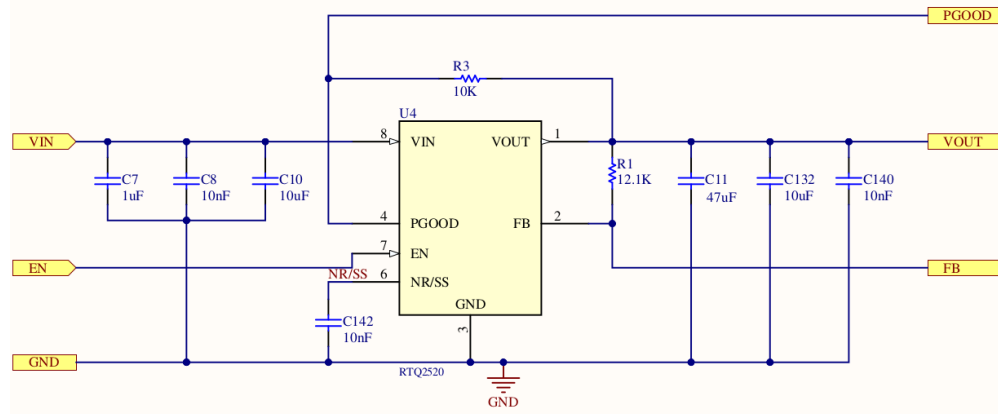 PGOOD
R3
10K
U4
VIN
8
VIN
VOUT
1
VOUT
C7
1uF
C8
10nF
C10
10uF
R1
12.1K
C11
47uF
C132
10uF
C140
10nF
4
PGOOD
FB
2
7
EN
EN
NR/SS
6
NR/SS
FB
GND
C142
10nF
3
GND
RTQ2520
GND